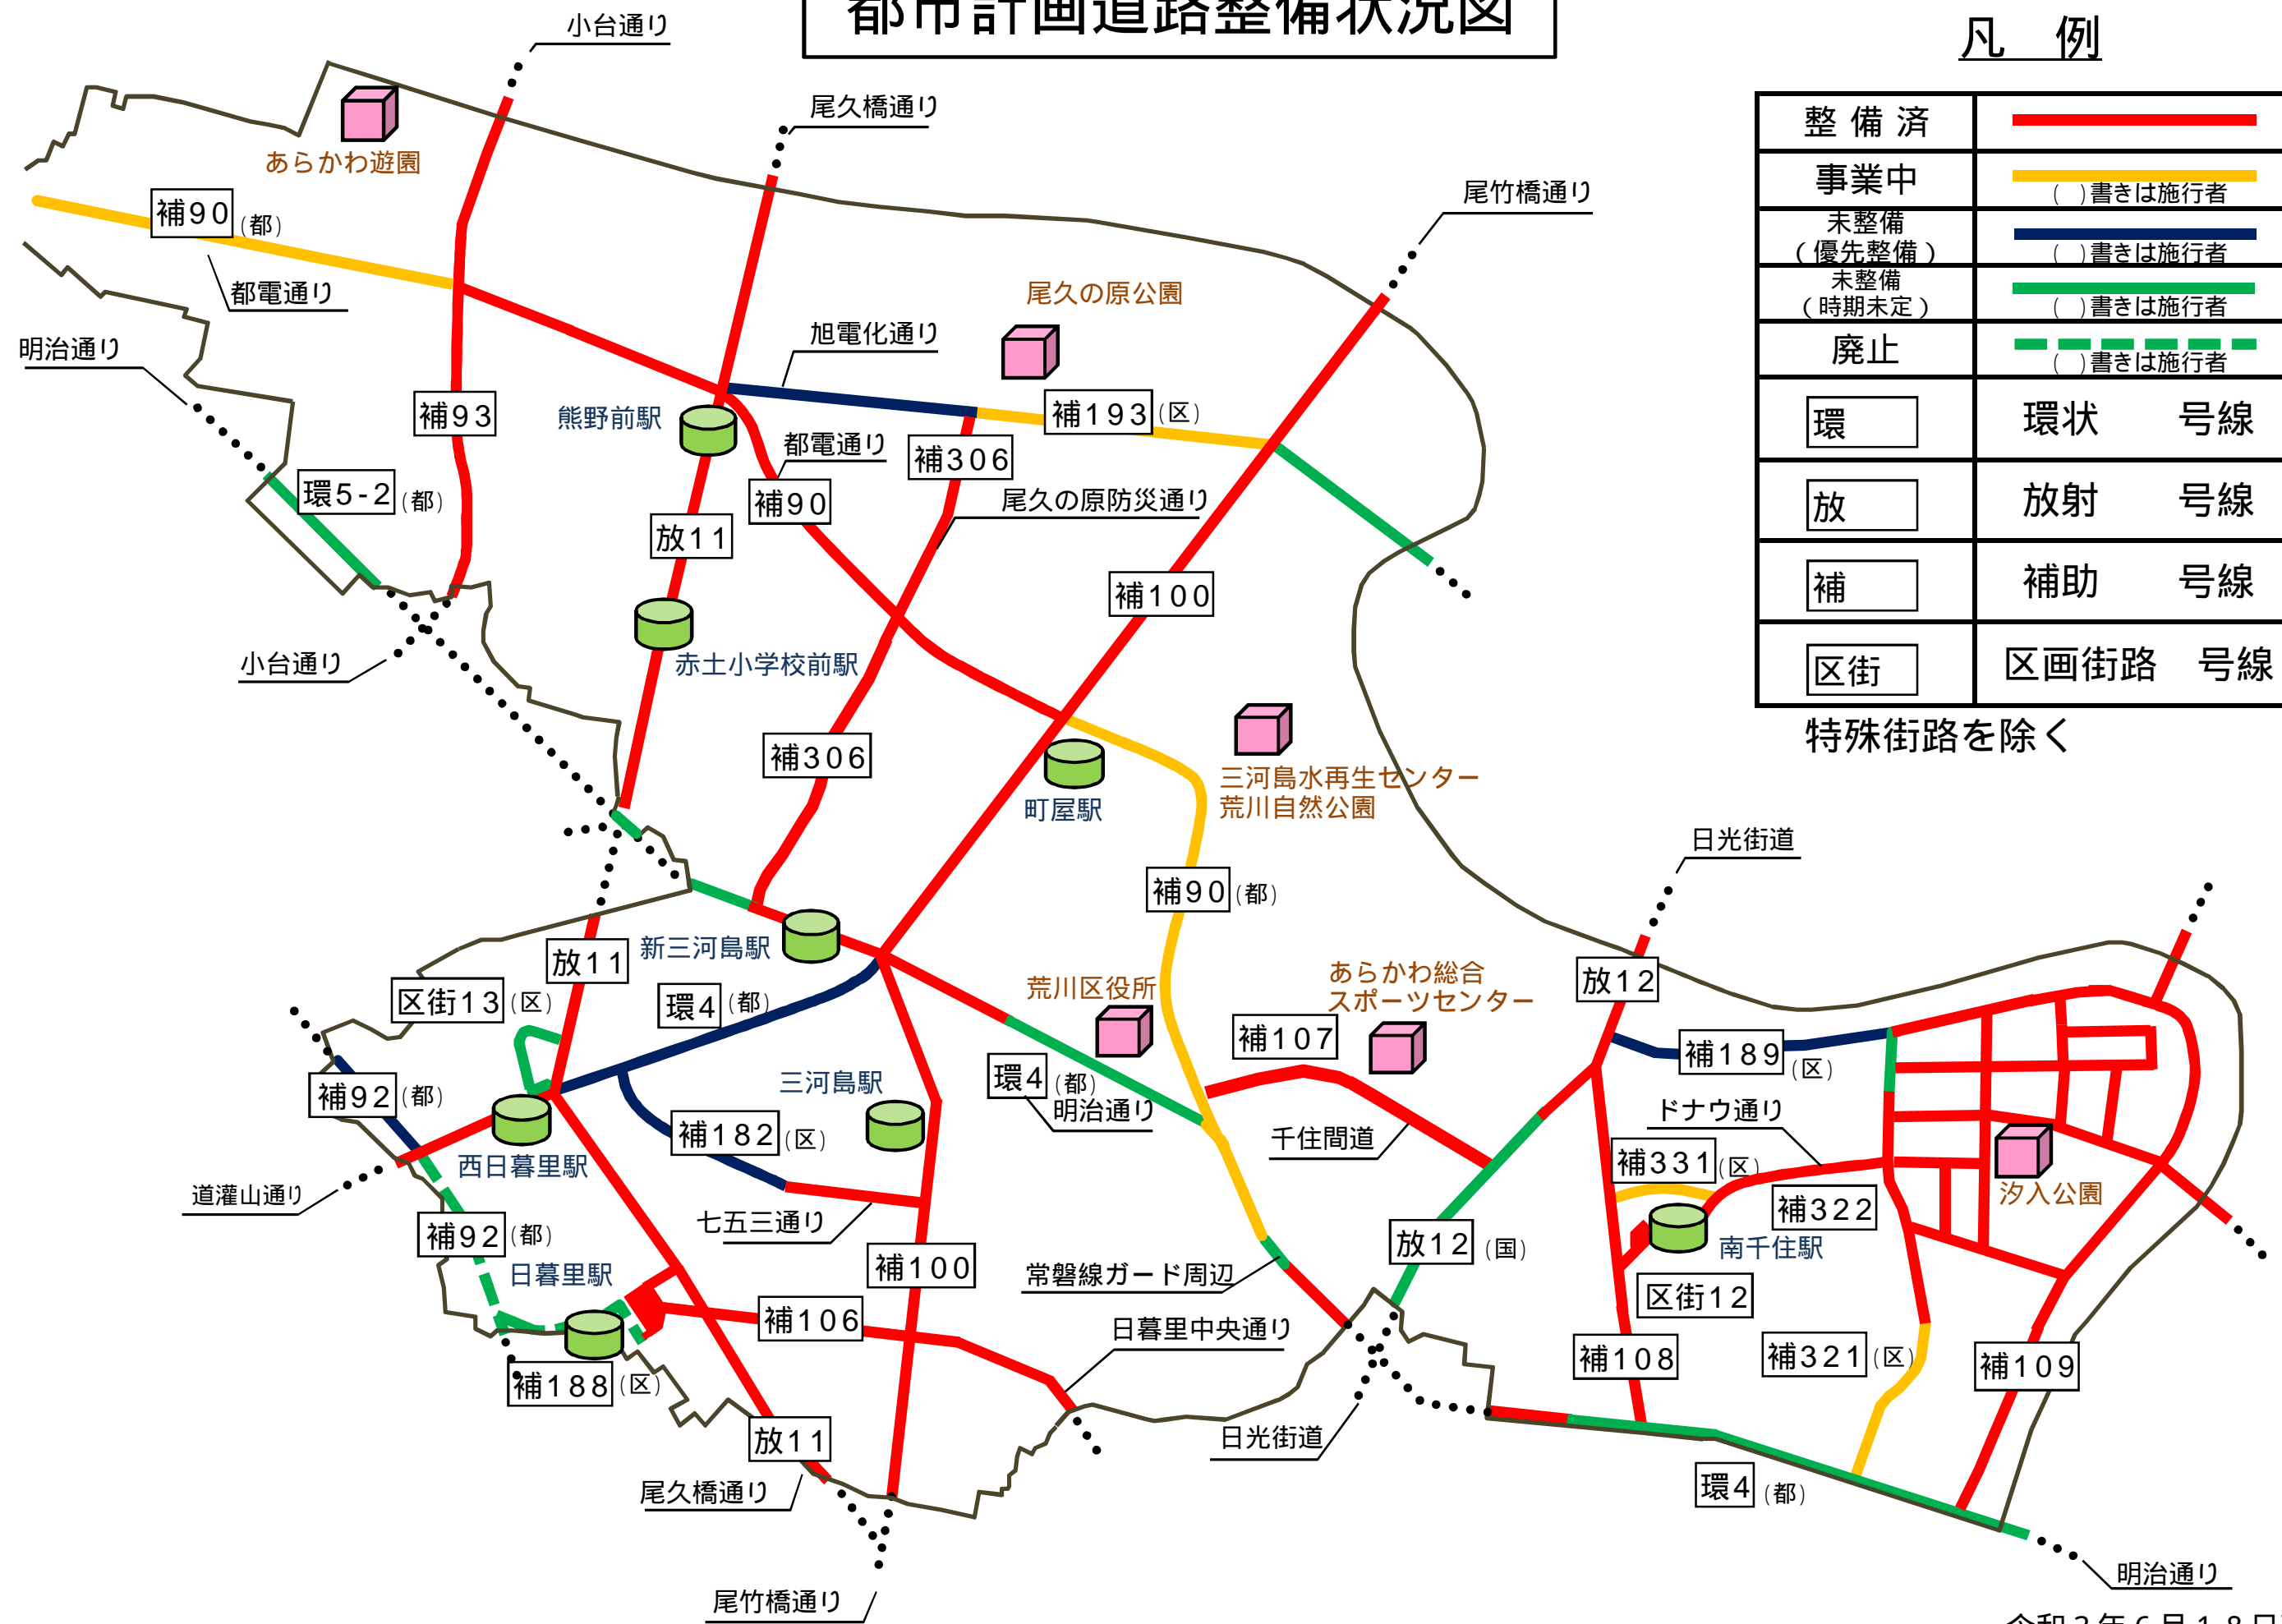 都市計画道路整備状況図
小台通り
尾久橋通り
尾竹橋通り
あらかわ遊園
補90
(都)
都電通り
明治通り
尾久の原公園
旭電化通り
補93
熊野前駅
都電通り
補306
補193
(区)
環5-2
(都)
補90
尾久の原防災通り
放11
補100
小台通り
赤土小学校前駅
補306
町屋駅
三河島水再生センター
荒川自然公園
日光街道
補90
(都)
放11
新三河島駅
区街13
(区)
環4
(都)
荒川区役所
あらかわ総合
スポーツセンター
放12
補107
補189
(区)
補92
(都)
三河島駅
環4
(都)
明治通り
ドナウ通り
補182
(区)
千住間道
補331
(区)
西日暮里駅
道灌山通り
汐入公園
補322
七五三通り
補92
(都)
放12
(国)
南千住駅
日暮里駅
補100
常磐線ガード周辺
区街12
補106
日暮里中央通り
補108
補321
(区)
補109
補188
(区)
放11
日光街道
尾久橋通り
環4
(都)
明治通り
尾竹橋通り
凡 例
整備済
事業中
( )書きは施行者
未整備
(優先整備)
( )書きは施行者
未整備
(時期未定)
( )書きは施行者
廃止
( )書きは施行者
環
環状 号線
放
放射 号線
補
補助 号線
区街
区画街路 号線
特殊街路を除く